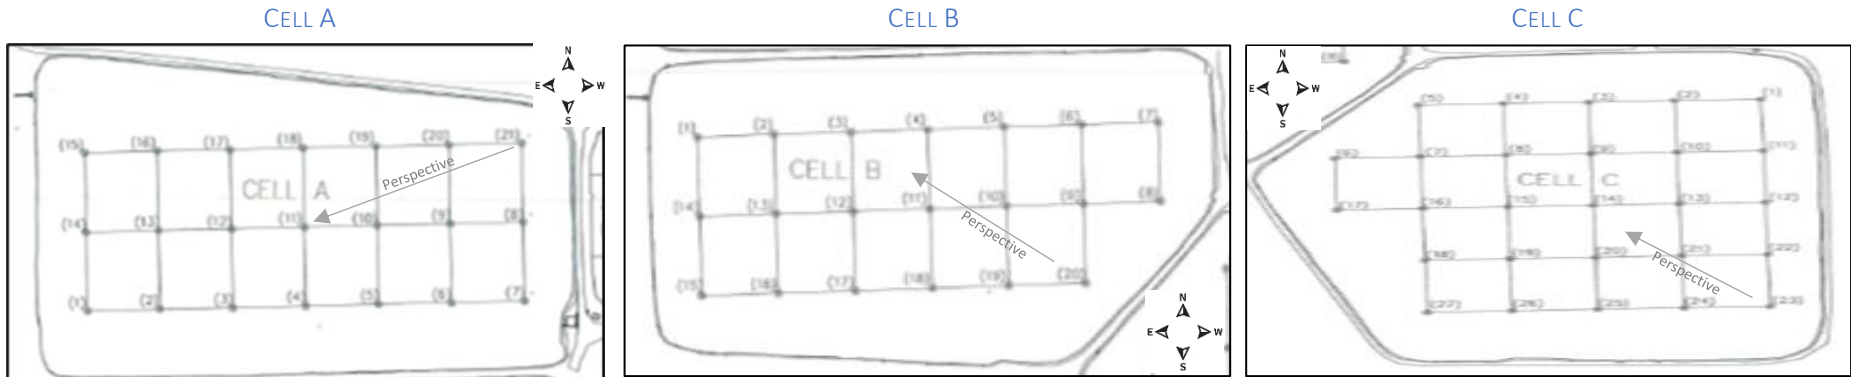 CELL A
N
E W
S
(15) (16) (17) (18) (19) (20) (21)
CELL A
Perspective
(14) (13) (12) (11) (10) (9) (8)
(1) (2) (3) (4) (5) (6) (7)
CELL B
(1) (2) (3) (4) (5) (6) (7)
CELL B
(14) (13) (12) (11) (10) (9) (8)
Perspective
(15) (16) (17) (18) (19) (20)
N
E W
S
CELL C
N
E W
S
(5) (4) (3) (2) (1)
(6) (7) (8) (9) (10) (11)
CELL C
(17) (16) (15) (14) (13) (12)
(18) (19) (20) (21) (22)
Perspective
(27) (26) (25) (24) (23)